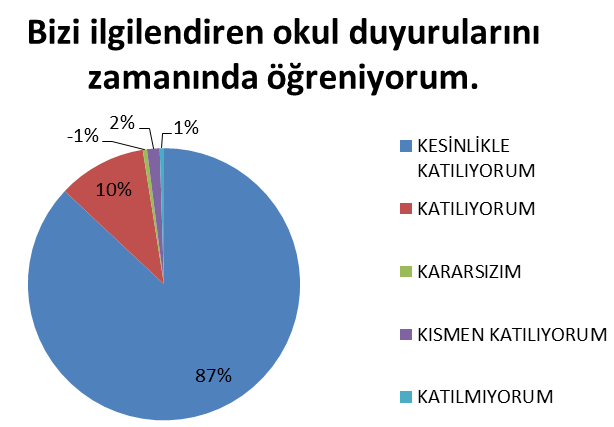 Bizi ilgilendiren okul duyurularını
zamanında öğreniyorum.
-1%
2%
1%
10%
87%
KESİNLİKLE
KATILIYORUM
KATILIYORUM
KARARSIZIM
KISMEN KATILIYORUM
KATILMIYORUM